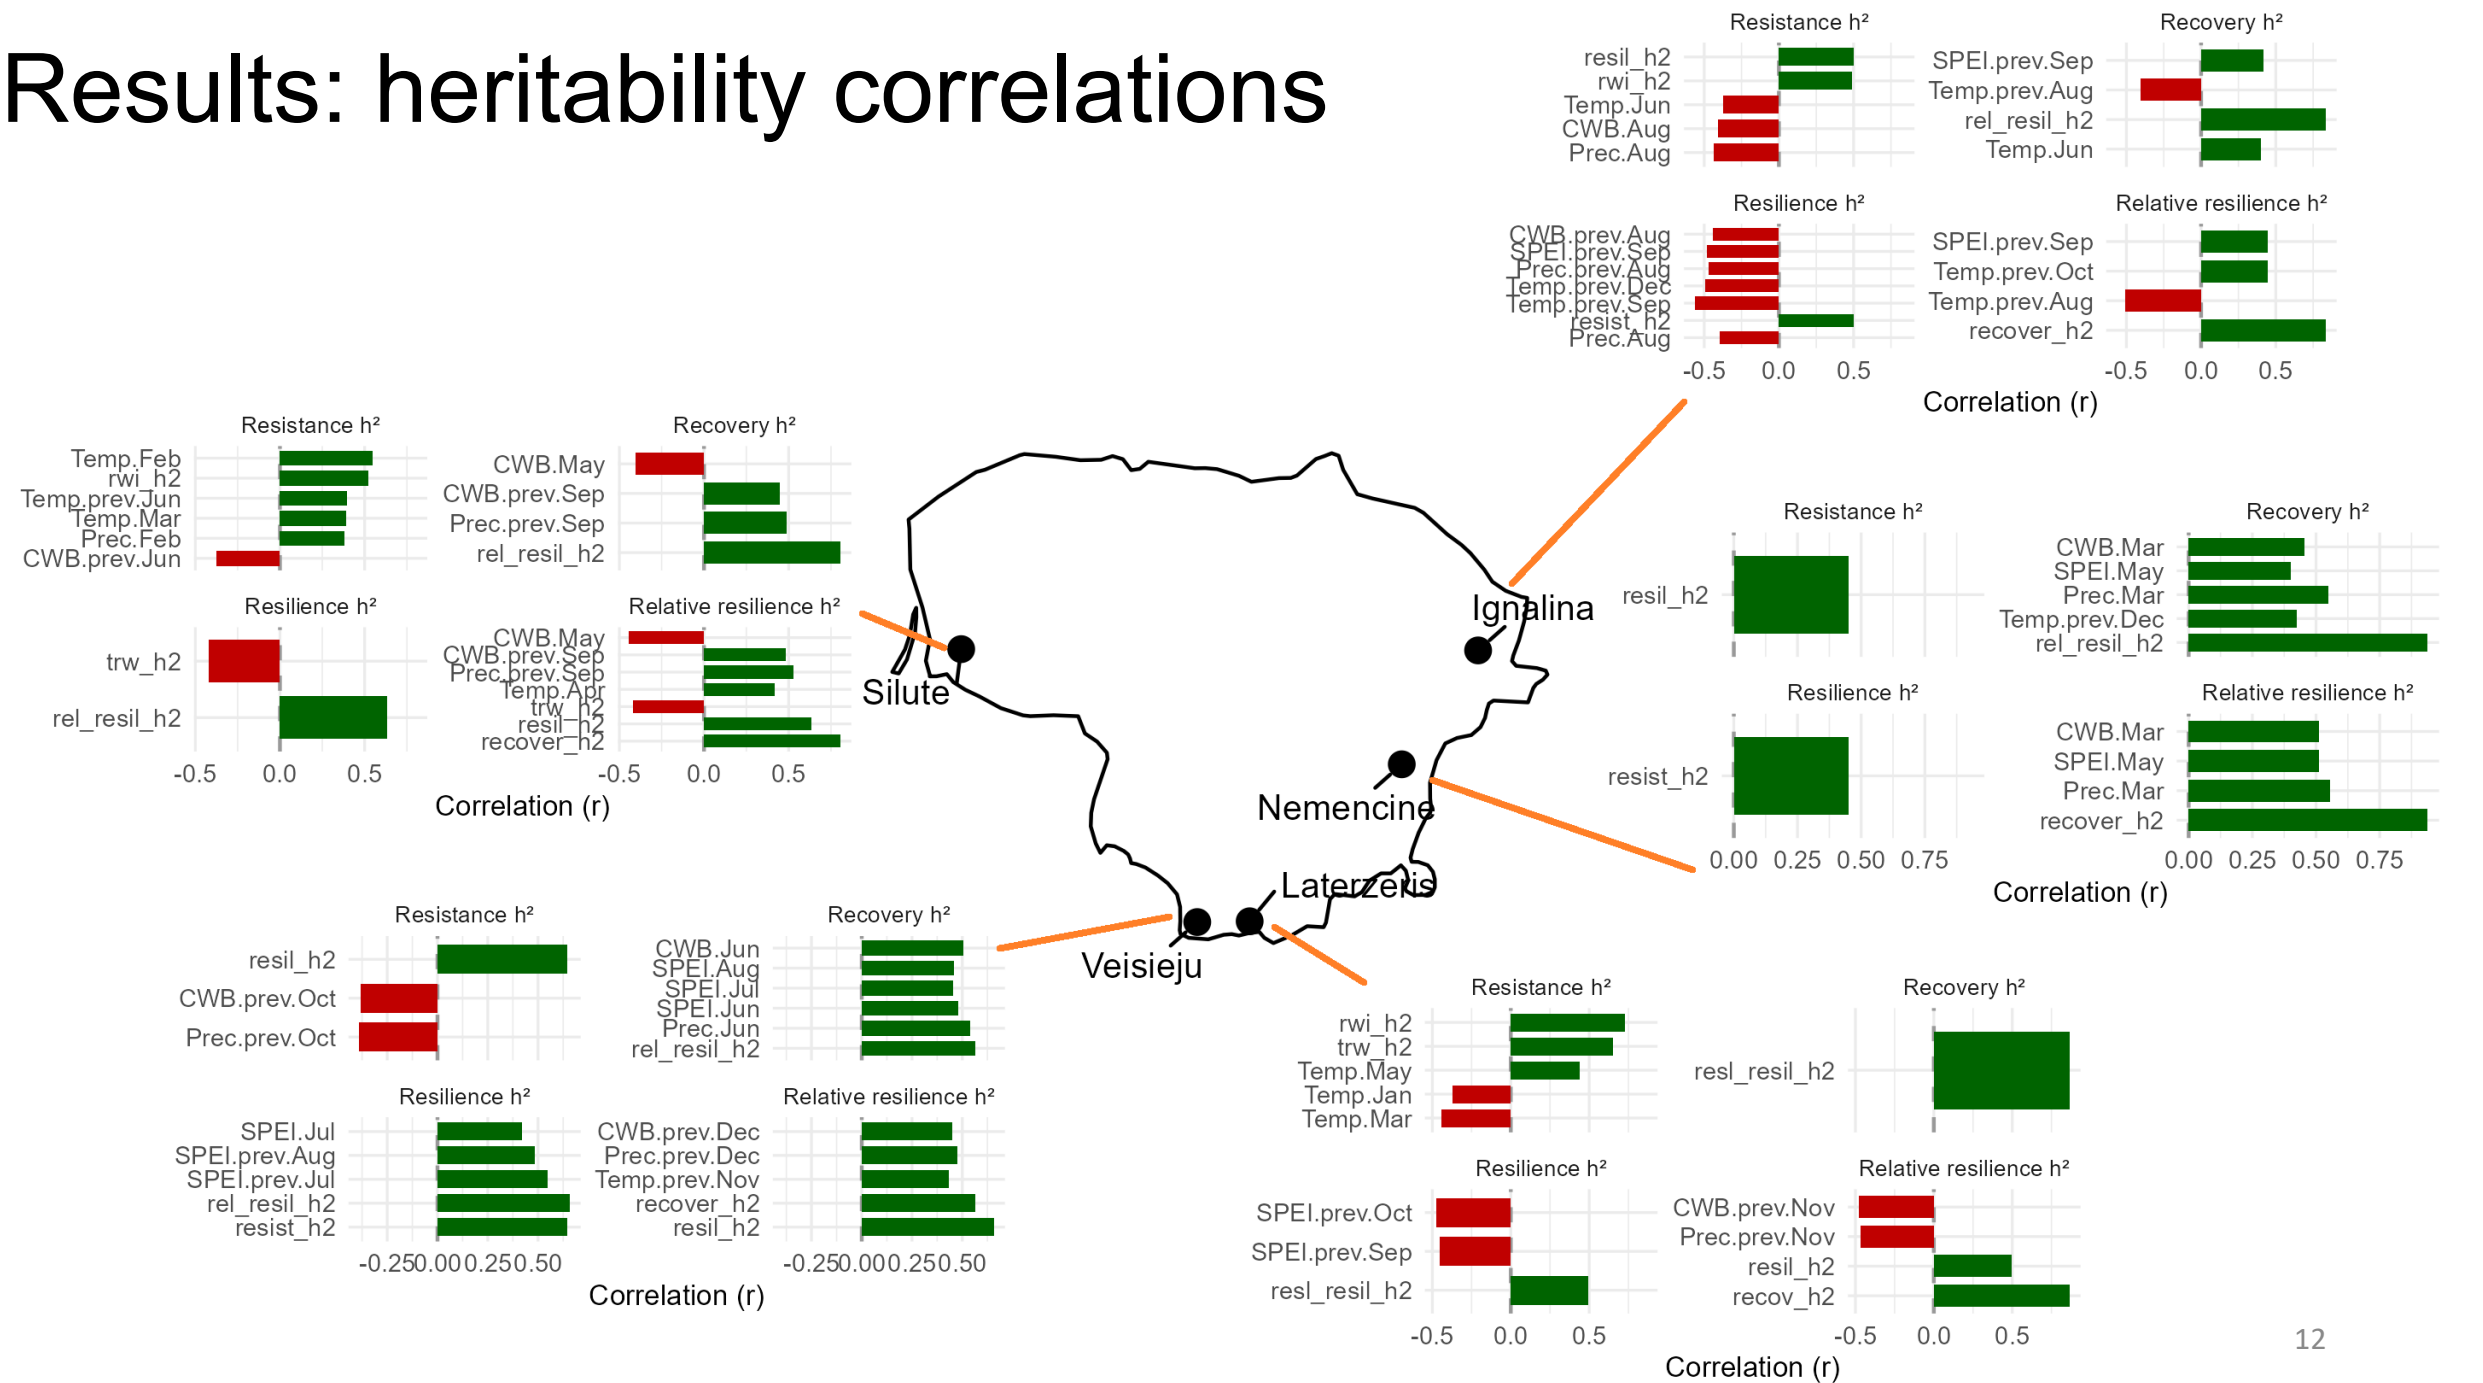 Results: heritability correlations
Resistance h²
resil_h2
rwi_h2
Temp.Jun
CWB.Aug
Prec.Aug
Recovery h²
SPEI.prev.Sep
Temp.prev.Aug
rel_resil_h2
Temp.Jun
Resilience h²
CWB.prev.Aug
SPEI.prev.Sep
Prec.prev.Aug
Temp.prev.Dec
Temp.prev.Sep
resist_h2
Prec.Aug
-0.5 0.0 0.5
Relative resilience h²
SPEI.prev.Sep
Temp.prev.Oct
Temp.prev.Aug
recover_h2
-0.5 0.0 0.5
Correlation (r)
Resistance h²
Temp.Feb
rwi_h2
Temp.prev.Jun
Temp.Mar
Prec.Feb
CWB.prev.Jun
Recovery h²
CWB.May
CWB.prev.Sep
Prec.prev.Sep
rel_resil_h2
Resilience h²
trw_h2
rel_resil_h2
-0.5 0.0 0.5
Relative resilience h²
CWB.May
CWB.prev.Sep
Prec.prev.Sep
Temp.Apr
trw_h2
resil_h2
recover_h2
-0.5 0.0 0.5
Correlation (r)
Ignalina
Silute
Nemencine
Laterzeris
Veisieju
Resistance h²
resil_h2
Recovery h²
CWB.Mar
SPEI.May
Prec.Mar
Temp.prev.Dec
rel_resil_h2
Resilience h²
resist_h2
0.00 0.25 0.50 0.75
Relative resilience h²
CWB.Mar
SPEI.May
Prec.Mar
recover_h2
0.00 0.25 0.50 0.75
Correlation (r)
Resistance h²
resil_h2
CWB.prev.Oct
Prec.prev.Oct
Recovery h²
CWB.Jun
SPEI.Aug
SPEI.Jul
SPEI.Jun
Prec.Jun
rel_resil_h2
Resilience h²
SPEI.Jul
SPEI.prev.Aug
SPEI.prev.Jul
rel_resil_h2
resist_h2
-0.25 0.00 0.25 0.50
Relative resilience h²
CWB.prev.Dec
Prec.prev.Dec
Temp.prev.Nov
recover_h2
resil_h2
-0.25 0.00 0.25 0.50
Correlation (r)
Resistance h²
rwi_h2
trw_h2
Temp.May
Temp.Jan
Temp.Mar
Recovery h²
resl_resil_h2
Resilience h²
SPEI.prev.Oct
SPEI.prev.Sep
resl_resil_h2
-0.5 0.0 0.5
Relative resilience h²
CWB.prev.Nov
Prec.prev.Nov
resil_h2
recov_h2
-0.5 0.0 0.5
Correlation (r)
12